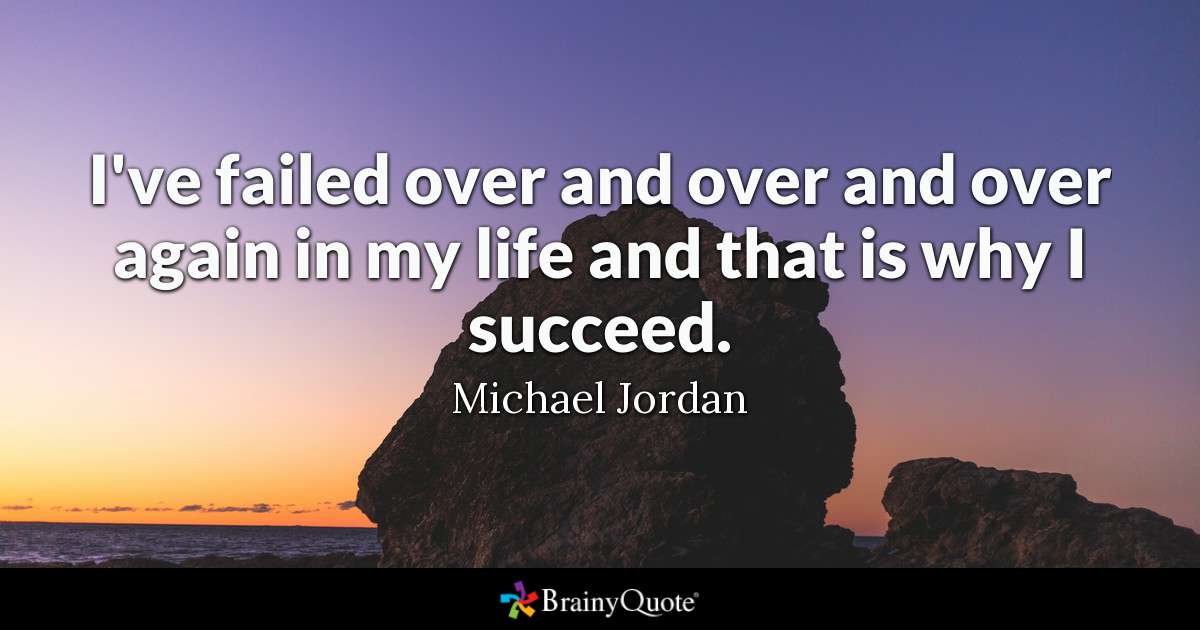 I've failed over and over and over
again in my life and that is why I
succeed.
Michael Jordan
BrainyQuote®